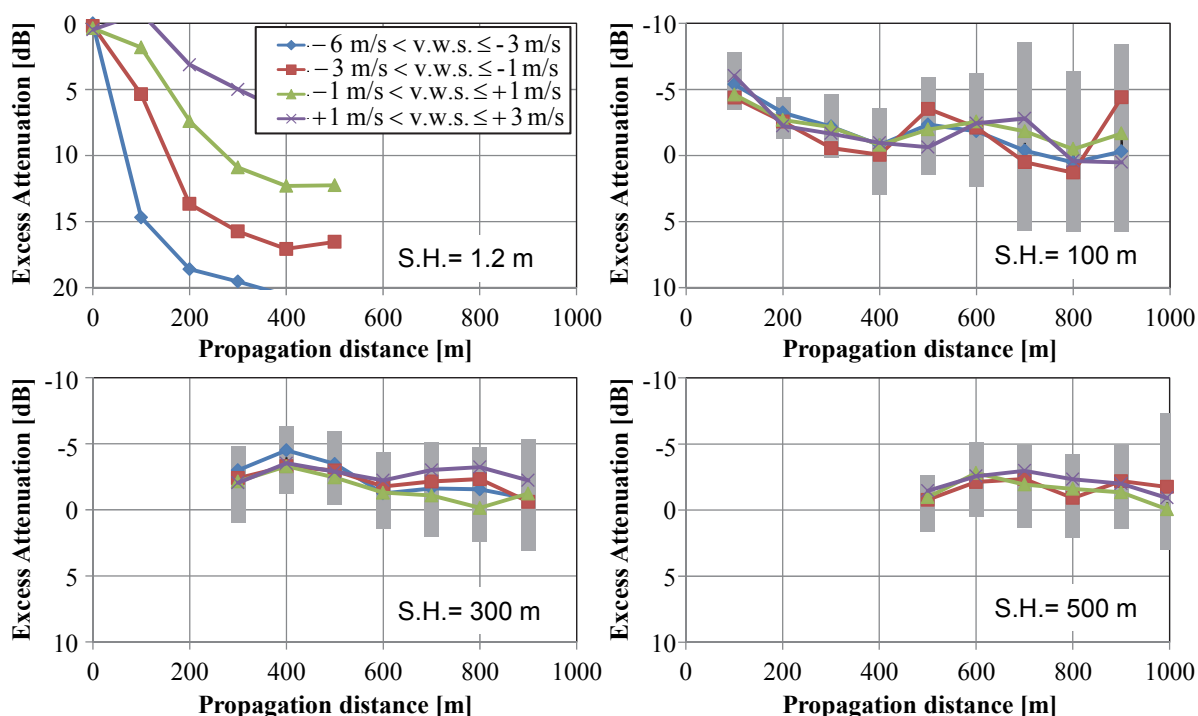 Excess Attenuation [dB]
0
5
10
15
20
− 6 m/s < v.w.s. ≤ -3 m/s
− 3 m/s < v.w.s. ≤ -1 m/s
−1 m/s < v.w.s. ≤ +1 m/s
+1 m/s < v.w.s. ≤ + 3 m/s
S.H.= 1.2 m
0 200 400 600 800 1000
Propagation distance [m]
Excess Attenuation [dB]
-10
-5
0
5
10
S.H.= 100 m
0 200 400 600 800 1000
Propagation distance [m]
Excess Attenuation [dB]
-10
-5
0
5
10
S.H.= 300 m
0 200 400 600 800 1000
Propagation distance [m]
Excess Attenuation [dB]
-10
-5
0
5
10
S.H.= 500 m
0 200 400 600 800 1000
Propagation distance [m]